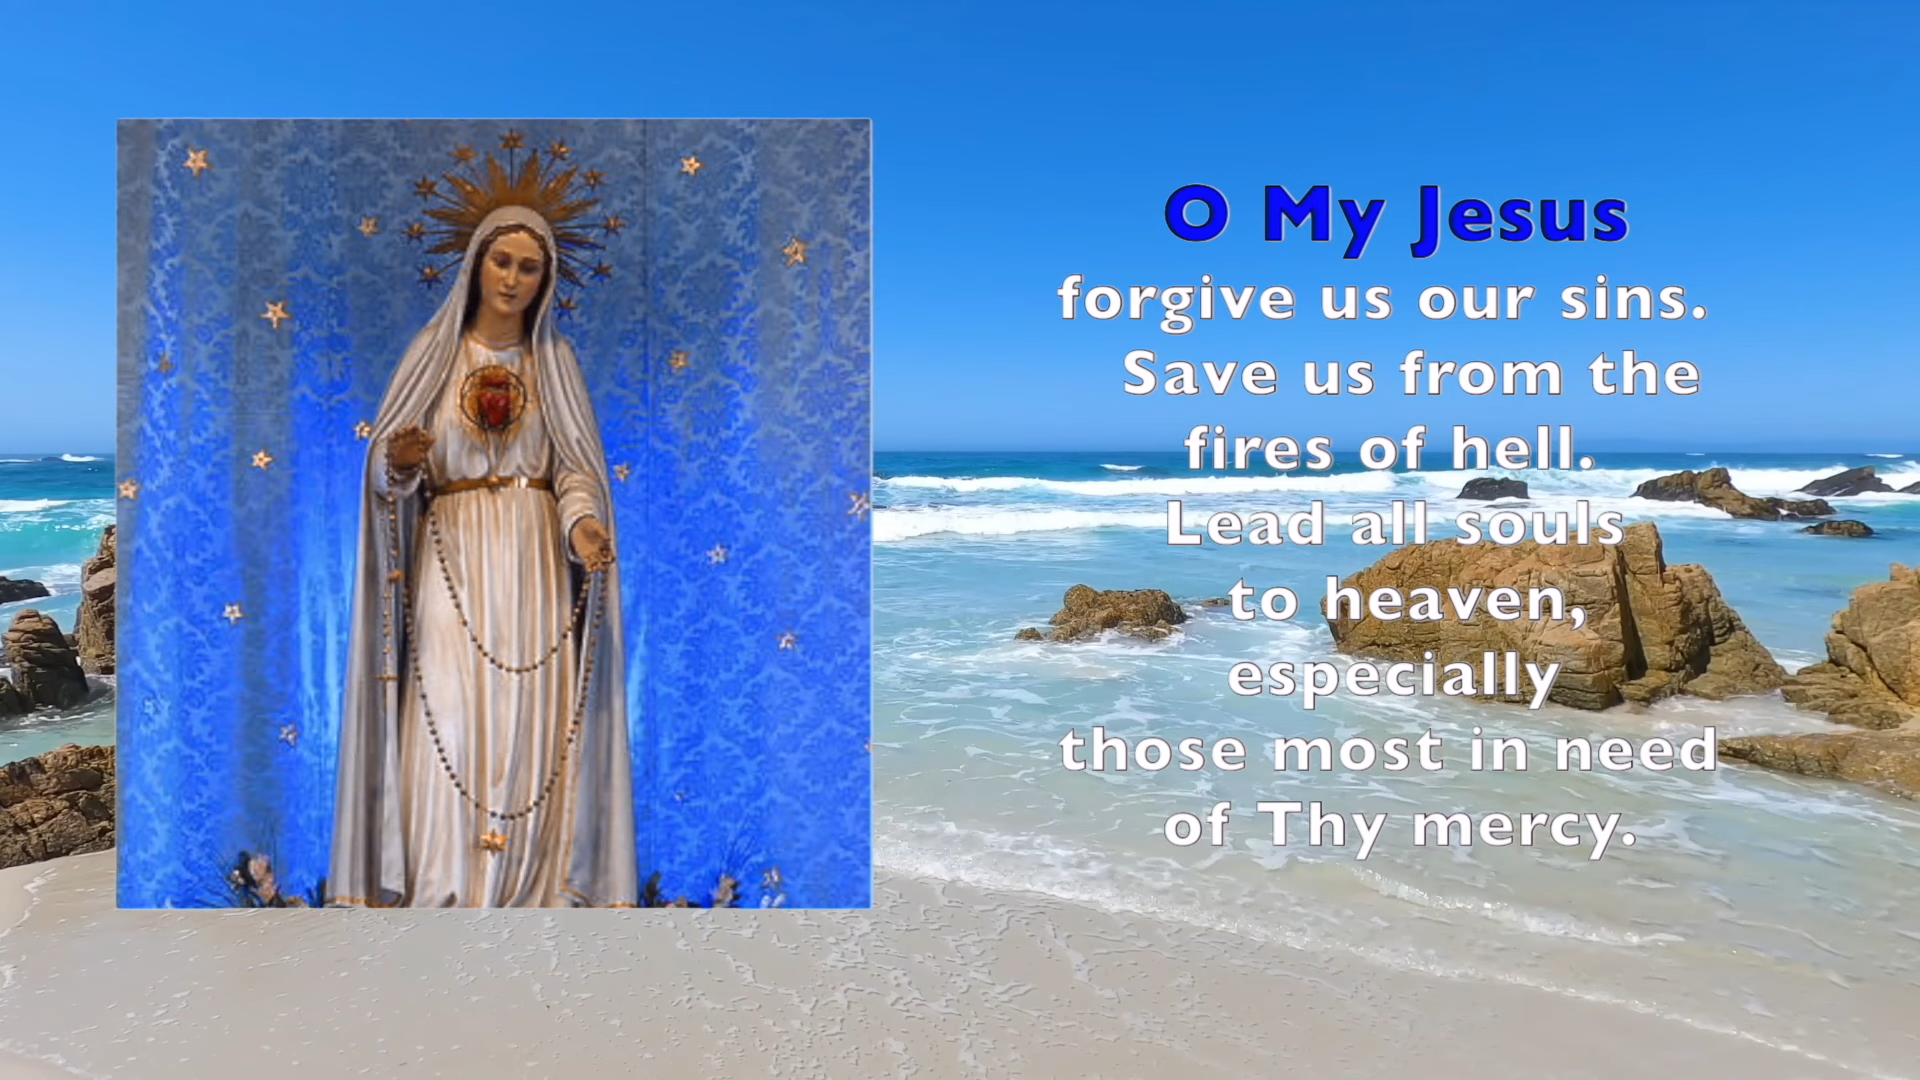 O My Jesus
forgive us our sins.
Save us from the
fires of hell.
Lead all souls
to heaven,
especially
those most in need
of Thy mercy.